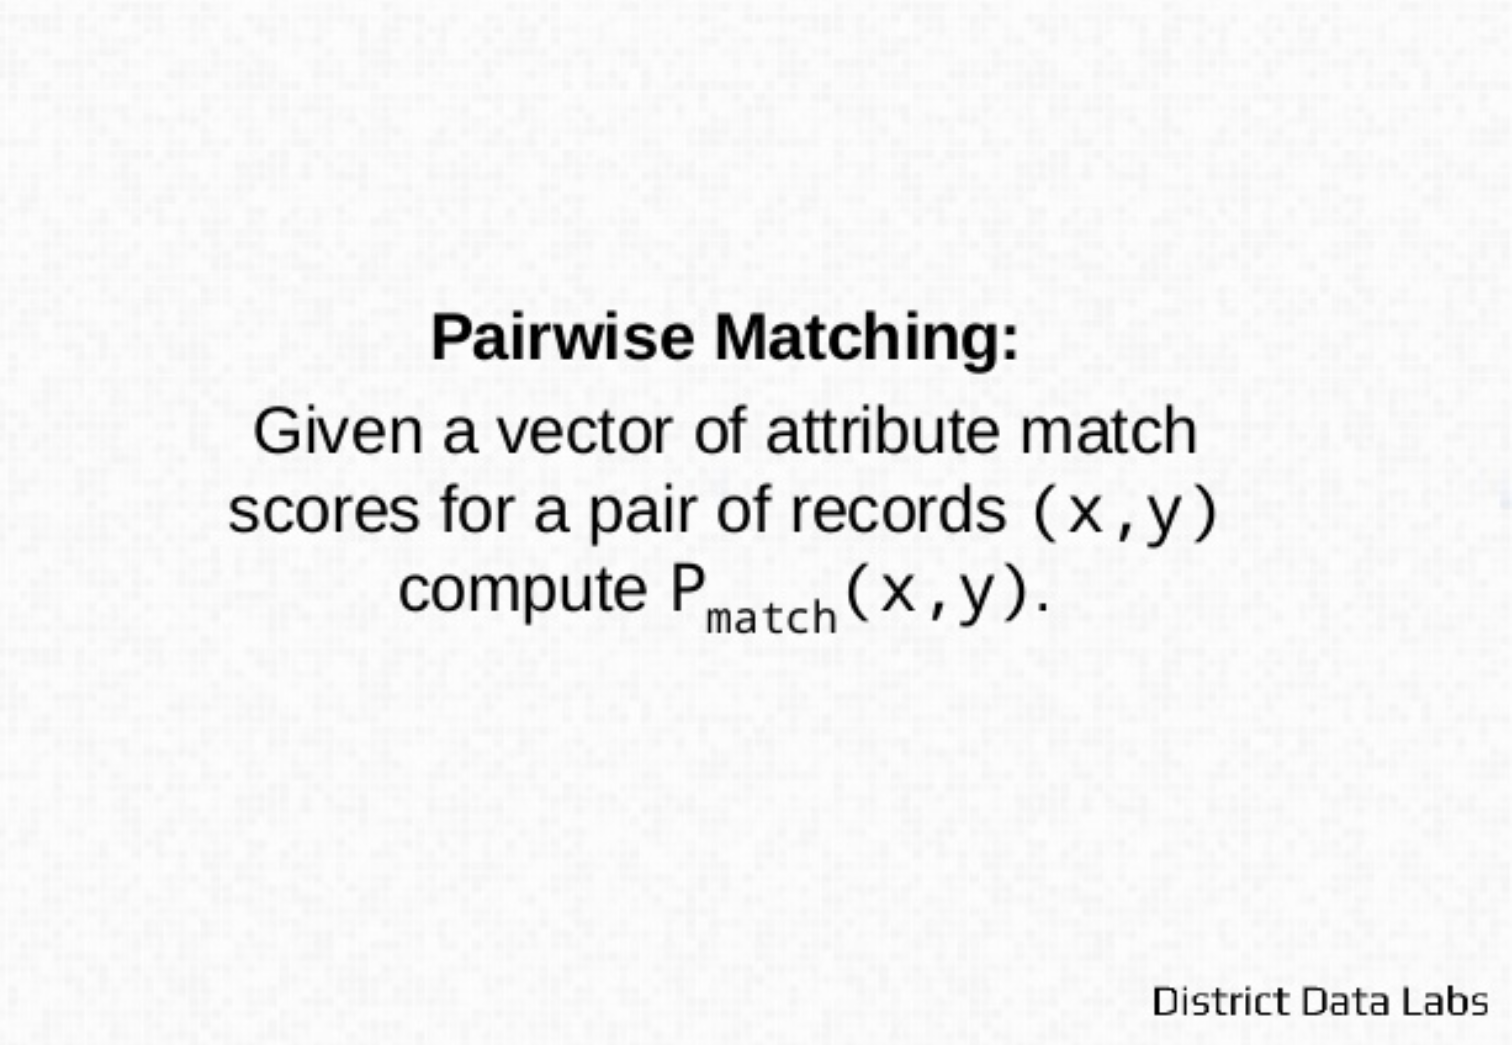 Pairwise Matching:
Given a vector of attribute match
scores for a pair of records (x,y)
compute Pmatch(x,y).
District Data Labs